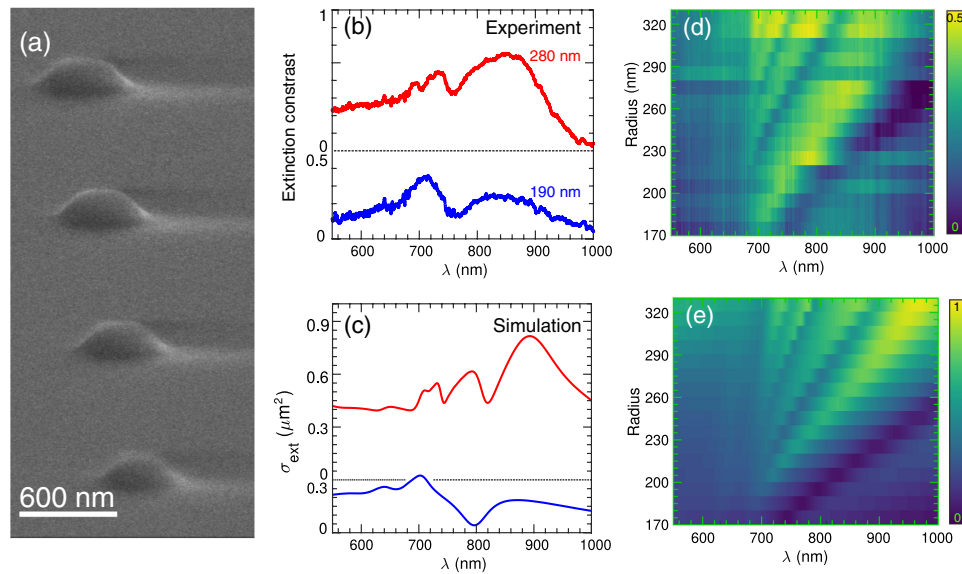 (a)
600 nm
(b)
Experiment
280 nm
190 nm
Extinction constrast
1
0
0.5
0
600
700
800
900
1000
λ (nm)
(c)
Simulation
σext (μm²)
0.9
0.6
0.3
0
0.3
0
600
700
800
900
1000
λ (nm)
(d)
Radius (nm)
320
290
260
230
200
170
600
700
800
900
1000
λ (nm)
0.5
0
(e)
Radius
320
290
260
230
200
170
600
700
800
900
1000
λ (nm)
1
0